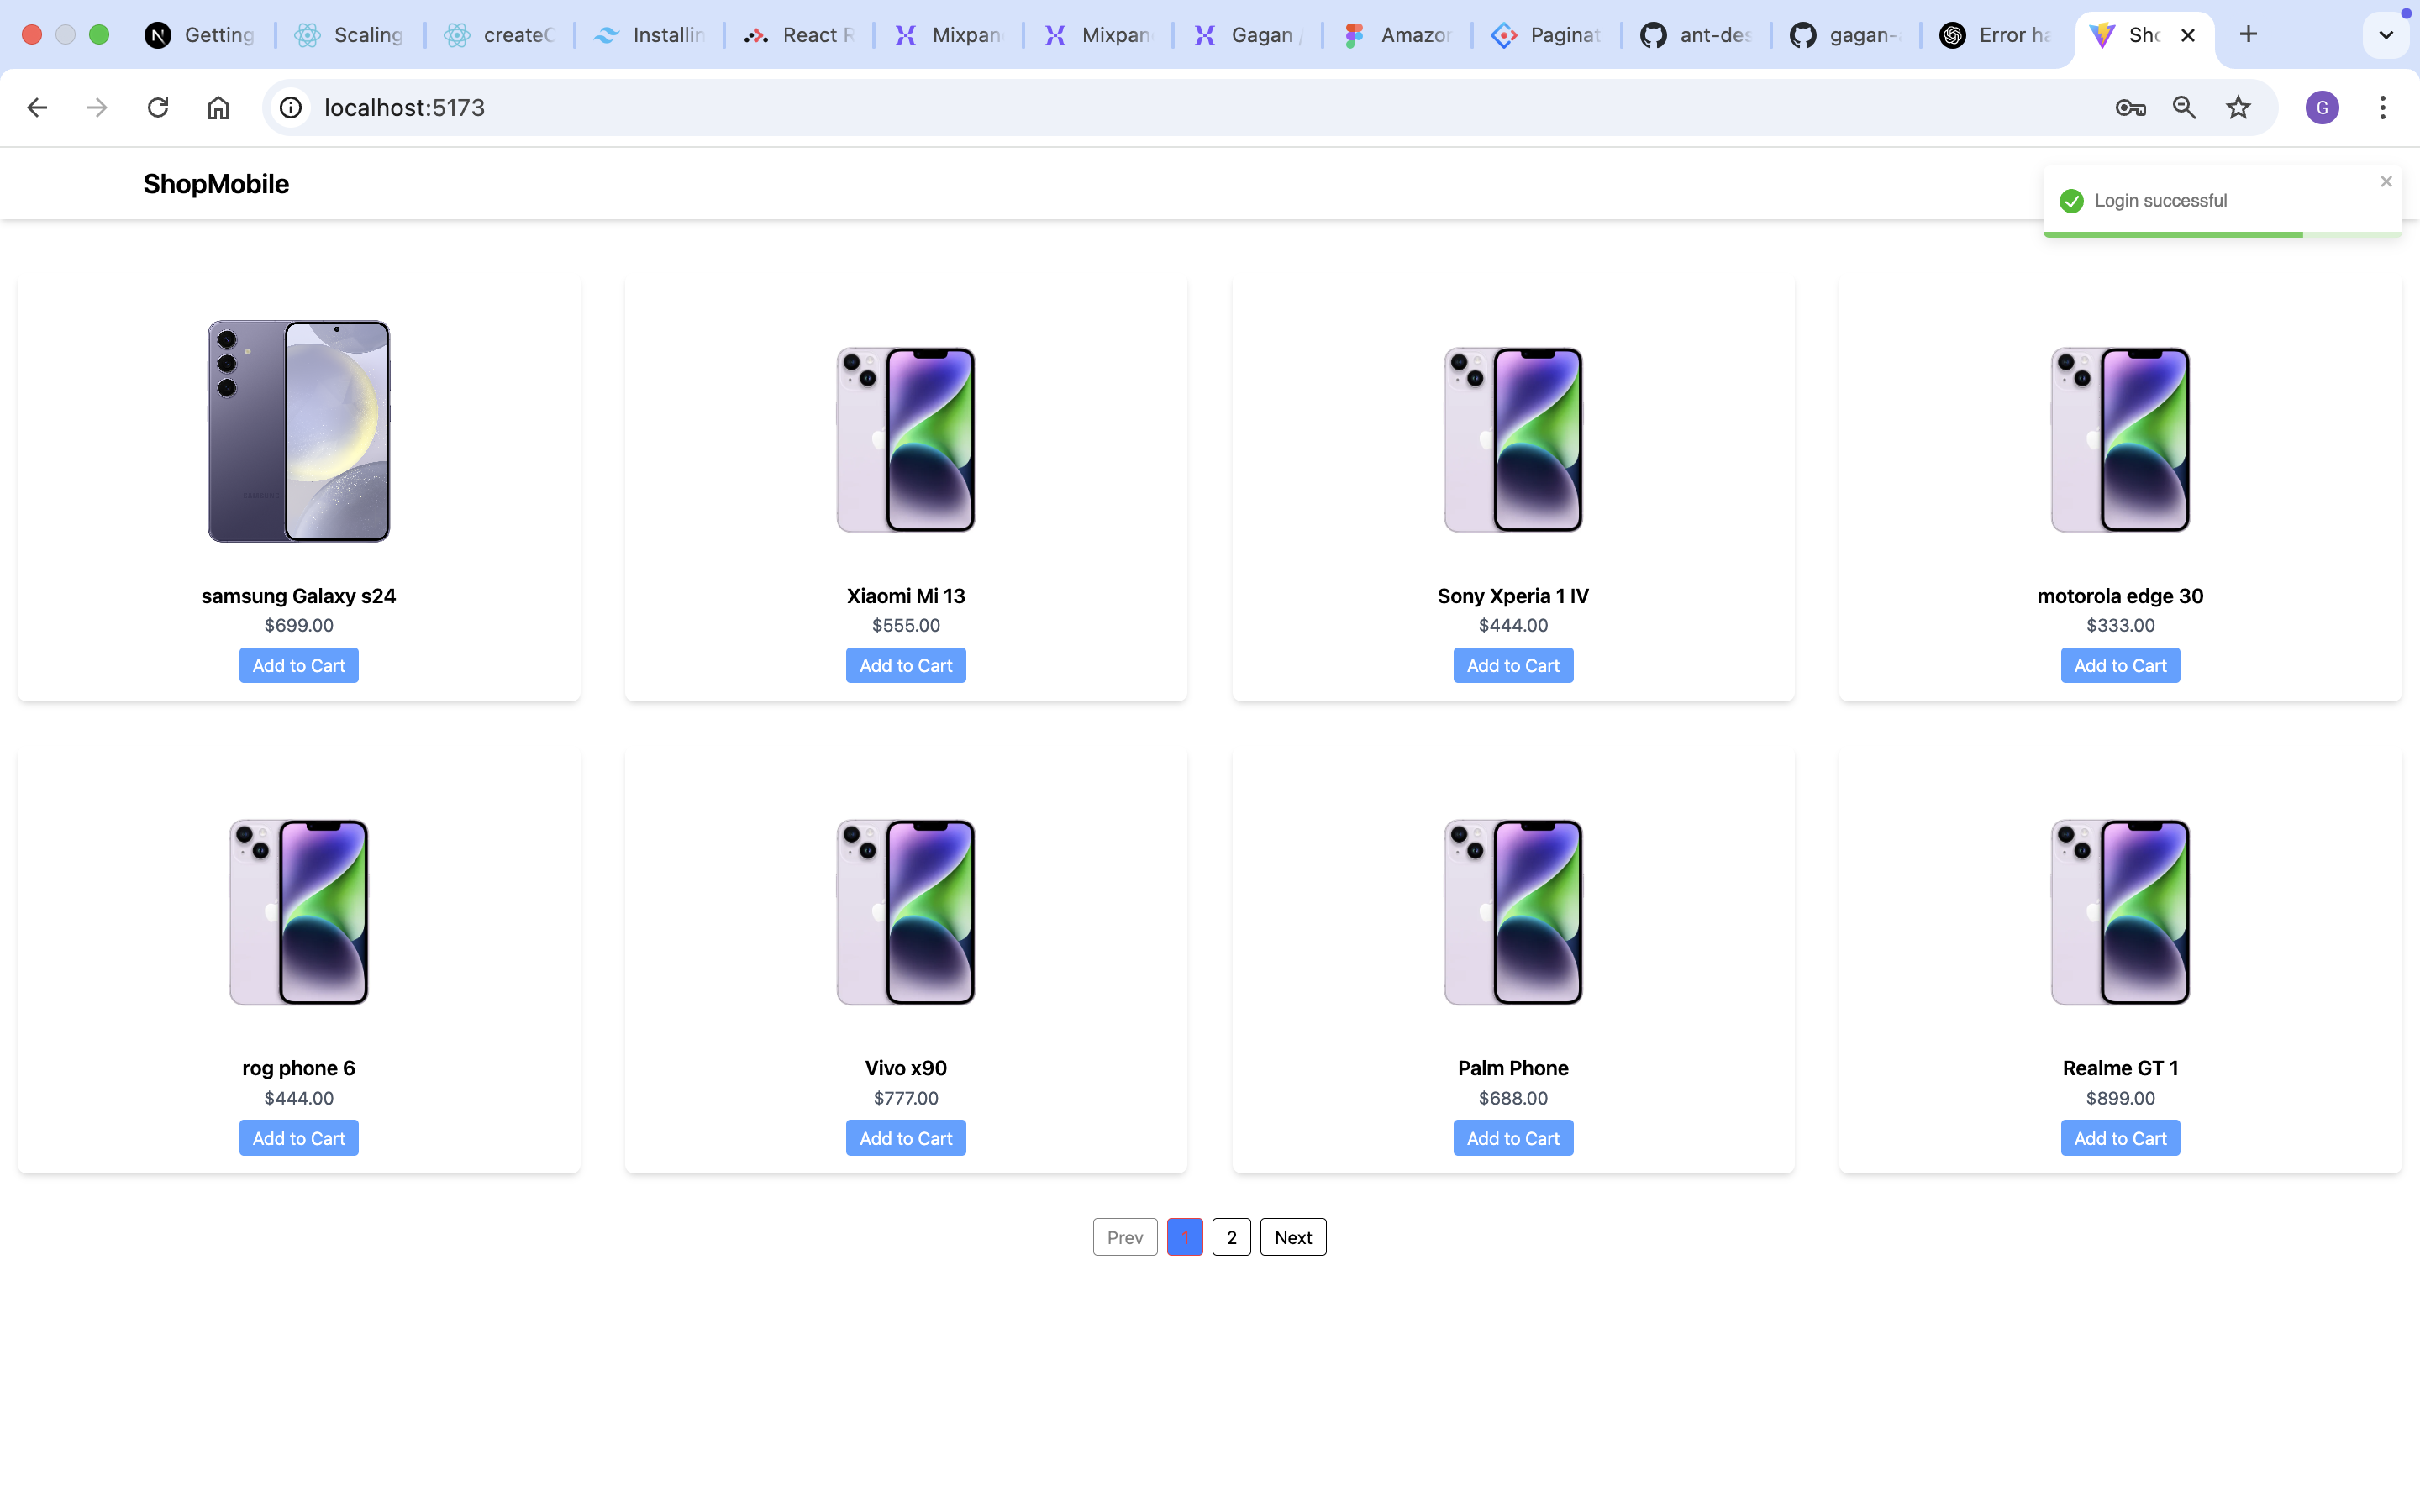 Getting
Scaling
createC
Installin
React R
Mixpan
Mixpan
Gagan /
Amazon
Paginat
ant-des
gagan-
Error ha
Sho
localhost:5173
G
ShopMobile
Login successful
samsung Galaxy s24
$699.00
Add to Cart
Xiaomi Mi 13
$555.00
Add to Cart
Sony Xperia 1 IV
$444.00
Add to Cart
motorola edge 30
$333.00
Add to Cart
rog phone 6
$444.00
Add to Cart
Vivo x90
$777.00
Add to Cart
Palm Phone
$688.00
Add to Cart
Realme GT 1
$899.00
Add to Cart
Prev 1 2 Next